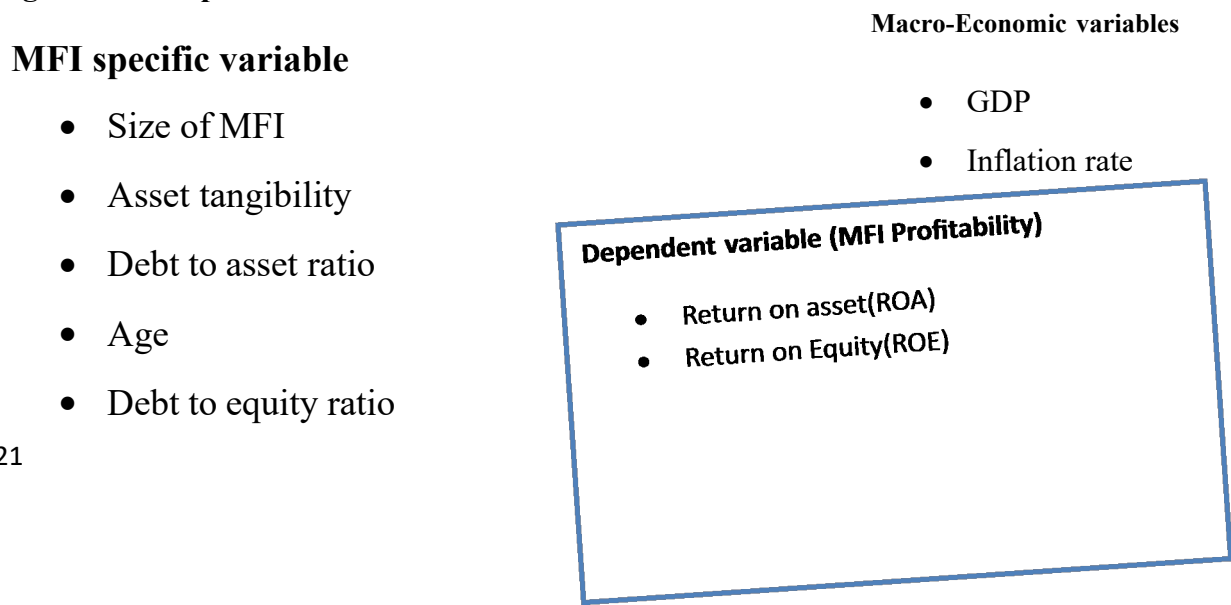 MFI specific variable
• Size of MFI
• Asset tangibility
• Debt to asset ratio
• Age
• Debt to equity ratio
21
Macro-Economic variables
• GDP
• Inflation rate
Dependent variable (MFI Profitability)
• Return on asset(ROA)
• Return on Equity(ROE)